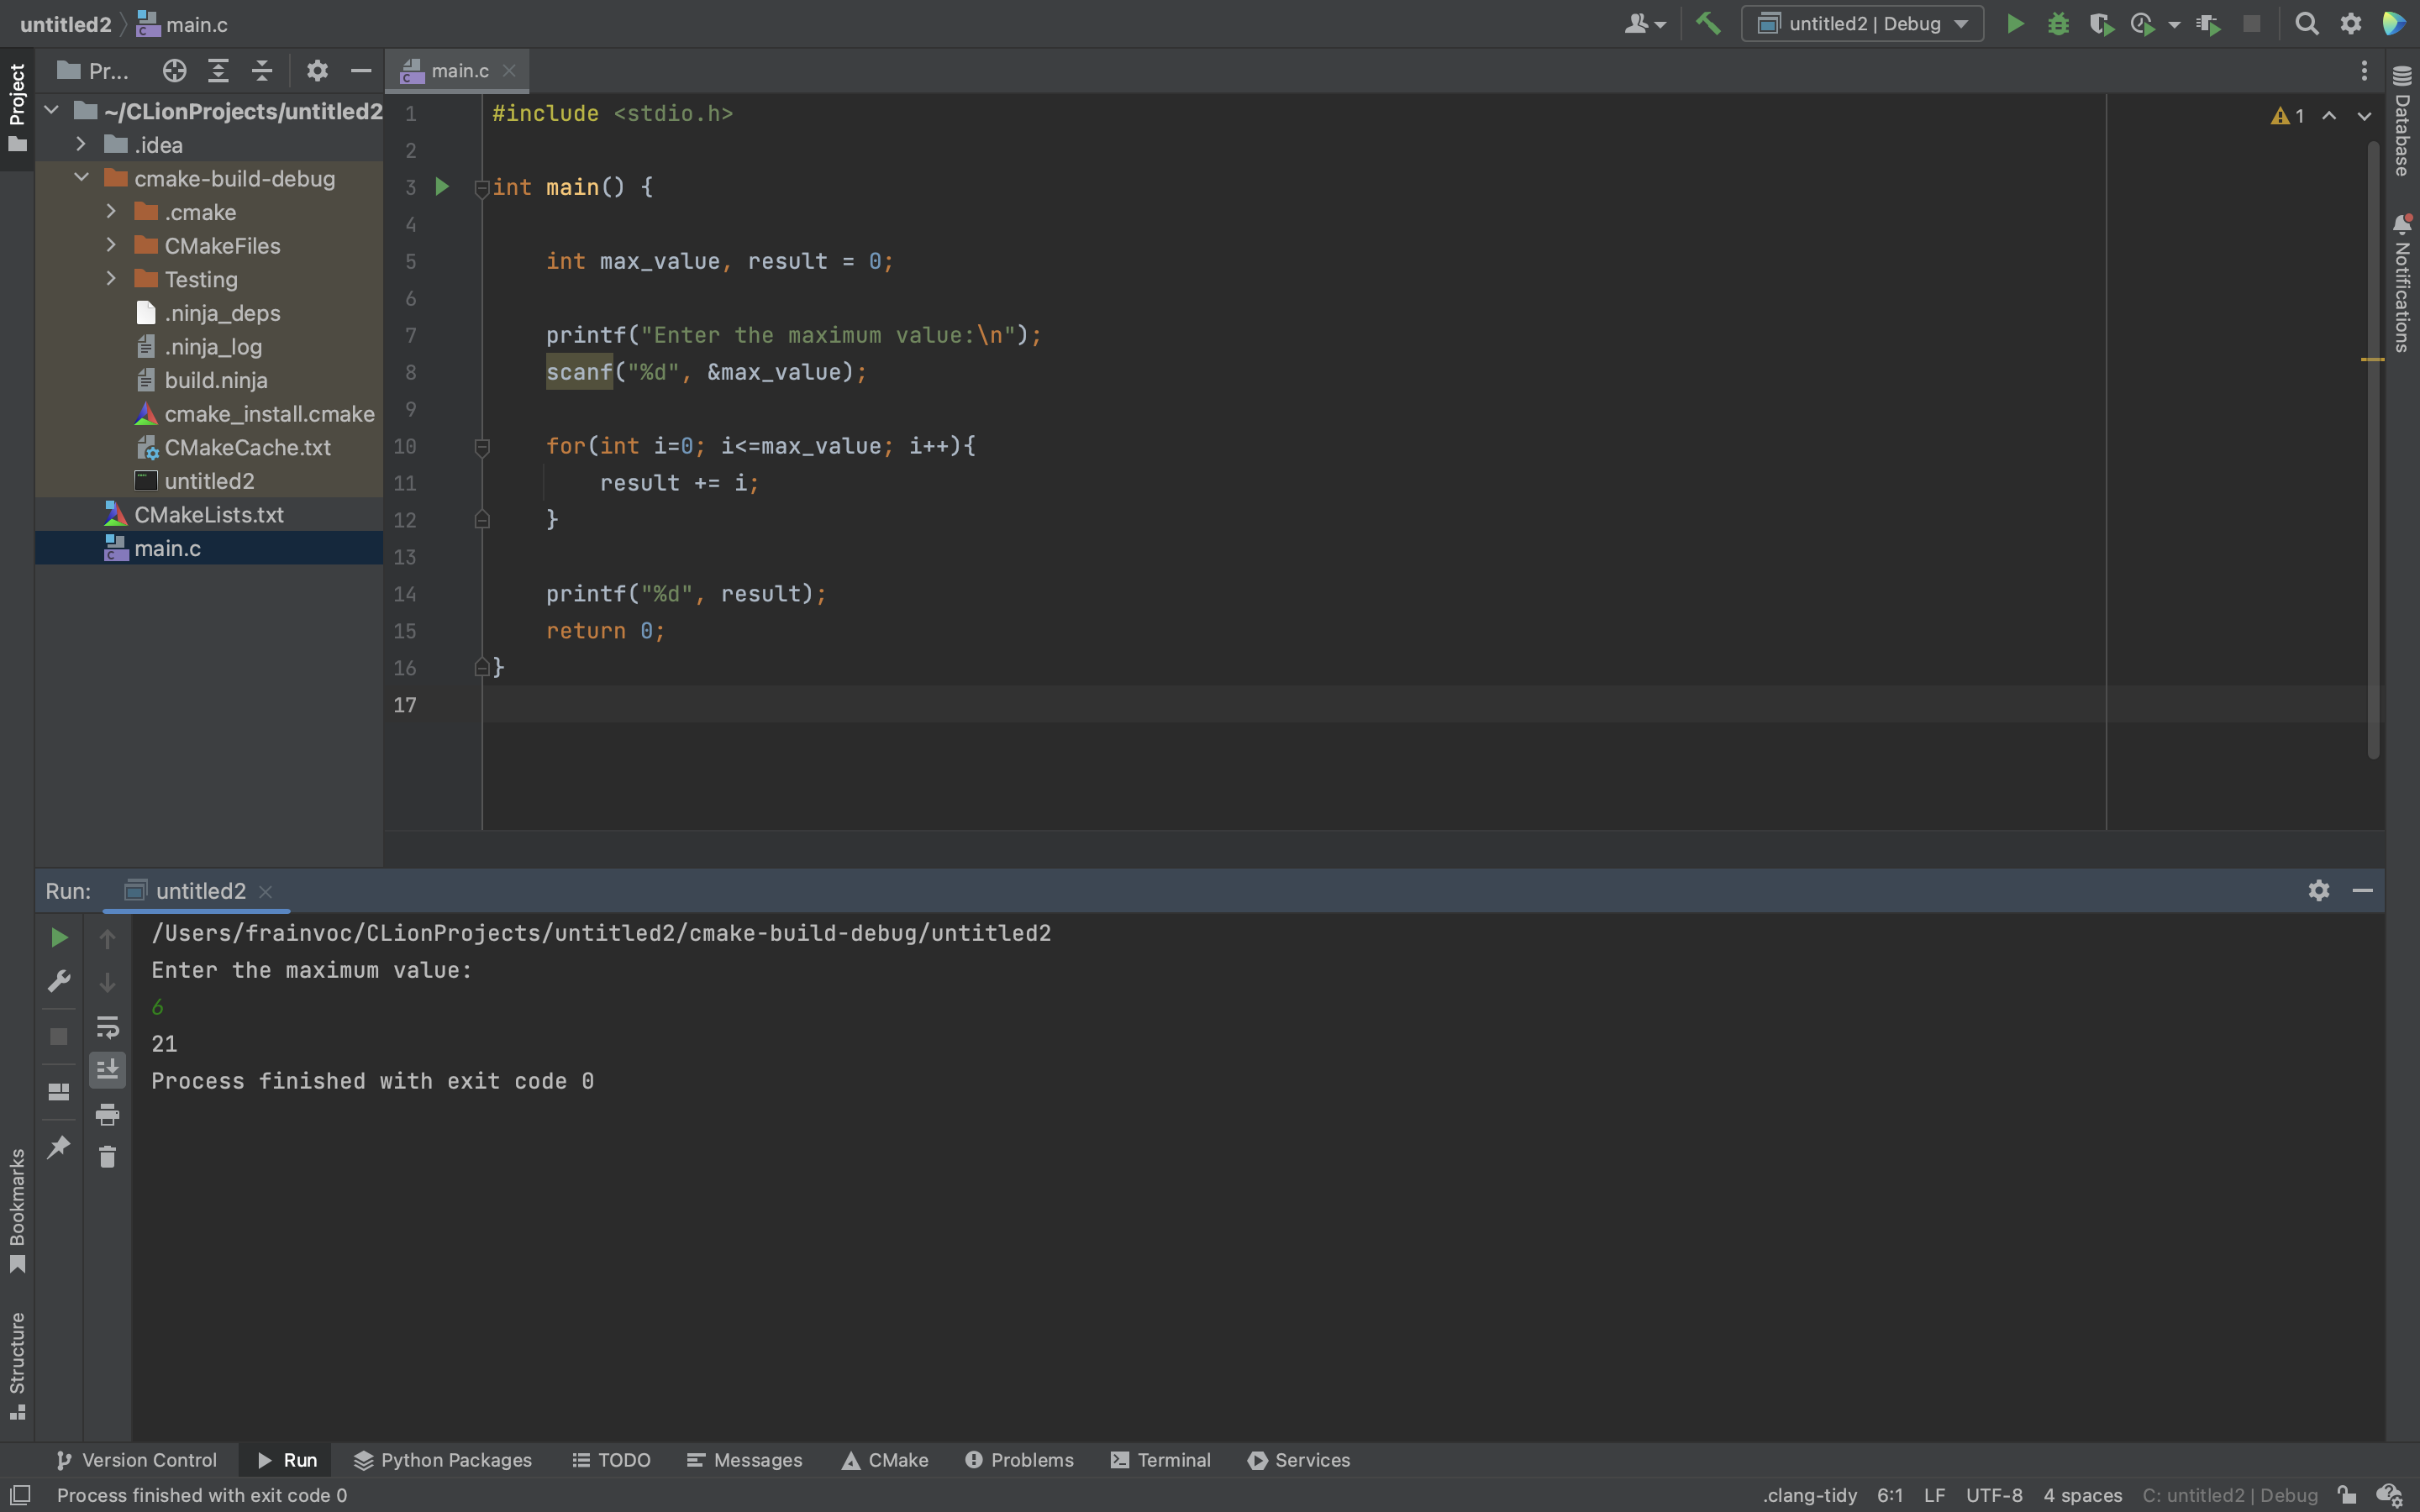 untitled2 main.c
untitled2 | Debug
Project
Pr...
main.c
~/CLionProjects/untitled2
.idea
cmake-build-debug
.cmake
CMakeFiles
Testing
.ninja_deps
.ninja_log
build.ninja
cmake_install.cmake
CMakeCache.txt
untitled2
CMakeLists.txt
main.c
1 #include <stdio.h>
2
3 int main() {
4
5     int max_value, result = 0;
6
7     printf("Enter the maximum value:\n");
8     scanf("%d", &max_value);
9
10     for(int i=0; i<=max_value; i++){
11         result += i;
12     }
13
14     printf("%d", result);
15     return 0;
16 }
17
1
Database
Notifications
Run: untitled2
/Users/frainvoc/CLionProjects/untitled2/cmake-build-debug/untitled2
Enter the maximum value:
6
21
Process finished with exit code 0
Bookmarks
Structure
Version Control Run Python Packages TODO Messages CMake Problems Terminal Services
Process finished with exit code 0
.clang-tidy 6:1 LF UTF-8 4 spaces C: untitled2 | Debug